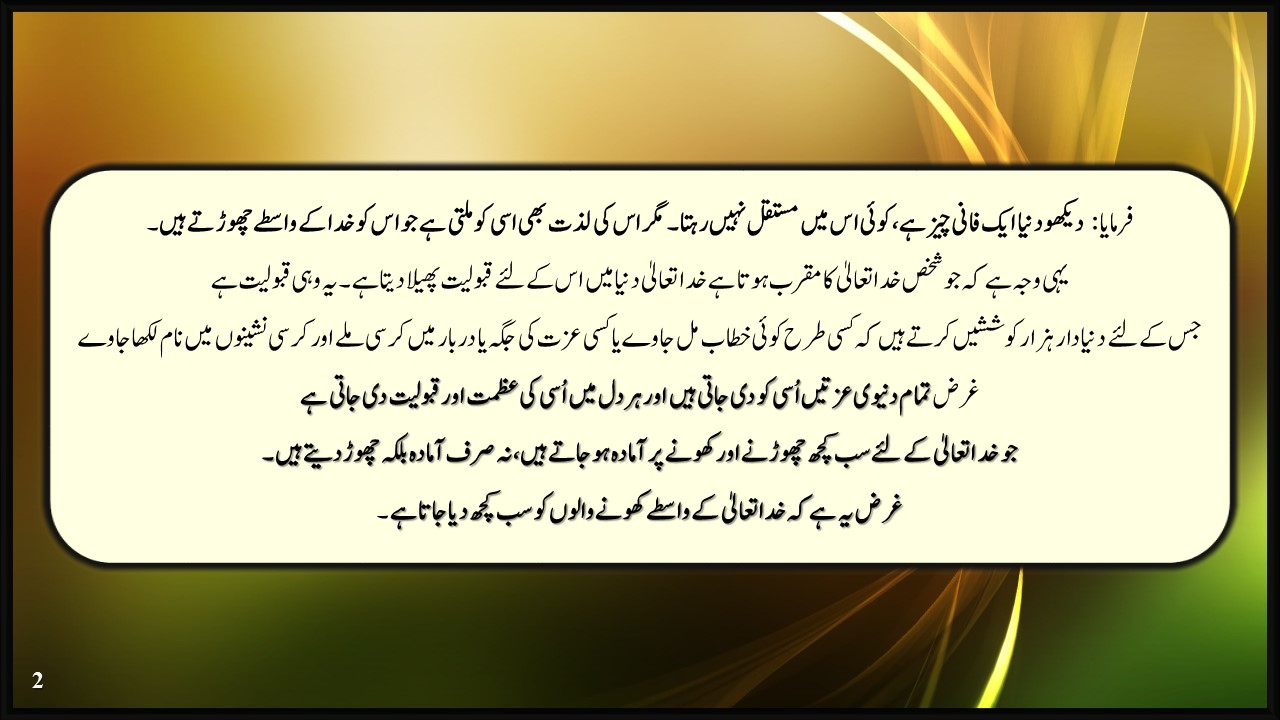 فرمایا: دیکھو دنیا ایک فانی چیز ہے، کوئی اس میں مستقل نہیں رہتا۔ مگر اس کی لذت بھی اسی کو ملتی ہے جو اس کو خدا کے واسطے چھوڑتے ہیں۔
یہی وجہ ہے کہ جو شخص خدا تعالیٰ کا مقرب ہوتا ہے خدا تعالیٰ دنیا میں اس کے لئے قبولیت پھیلا دیتا ہے۔ یہ وہی قبولیت ہے
جس کے لئے دنیا دار ہزار کوششیں کرتے ہیں کہ کسی طرح کوئی خطاب مل جاوے یا کسی عزت کی جگہ یا دربار میں کرسی ملے اور کرسی نشینوں میں نام لکھا جاوے
غرض تمام دنیوی عزتیں اُسی کو دی جاتی ہیں اور ہر دل میں اُسی کی عظمت اور قبولیت دی جاتی ہے
جو خدا تعالیٰ کے لئے سب کچھ چھوڑنے اور کھونے پر آمادہ ہو جاتے ہیں، نہ صرف آمادہ بلکہ چھوڑ دیتے ہیں۔
غرض یہ ہے کہ خدا تعالیٰ کے واسطے کھونے والوں کو سب کچھ دیا جاتا ہے۔
2